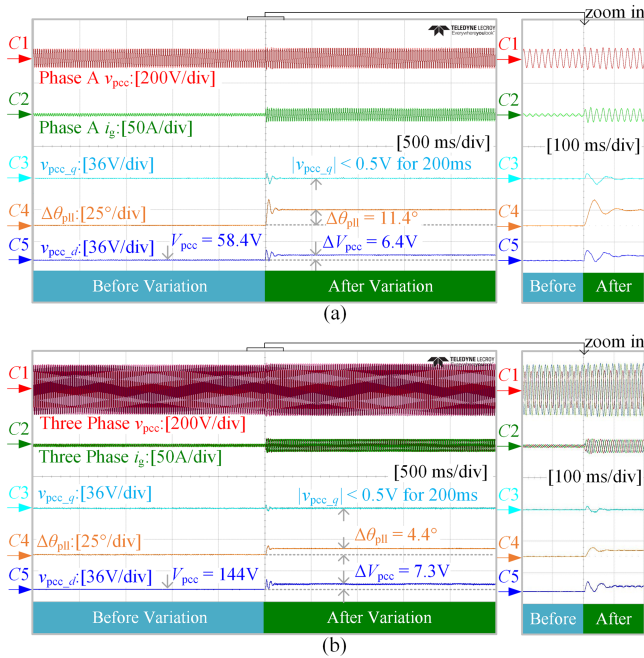 zoom in
TELEDYNE LECROY
Everywhereyoulook™
C1
Phase A vpcc:[200V/div]
C1
C2
Phase A ig:[50A/div]
C2
[500 ms/div]
[100 ms/div]
C3
vpcc_q:[36V/div]
|vpcc_q| < 0.5V for 200ms
C3
C4
Δθpll:[25°/div]
Δθpll = 11.4°
C4
C5
vpcc_d:[36V/div]
Vpcc = 58.4V
ΔVpcc = 6.4V
C5
Before Variation
After Variation
Before
After
(a)
zoom in
TELEDYNE LECROY
Everywhereyoulook™
C1
Three Phase vpcc:[200V/div]
C1
C2
Three Phase ig:[50A/div]
C2
[500 ms/div]
[100 ms/div]
C3
vpcc_q:[36V/div]
|vpcc_q| < 0.5V for 200ms
C3
C4
Δθpll:[25°/div]
Δθpll = 4.4°
C4
C5
vpcc_d:[36V/div]
Vpcc = 144V
ΔVpcc = 7.3V
C5
Before Variation
After Variation
Before
After
(b)